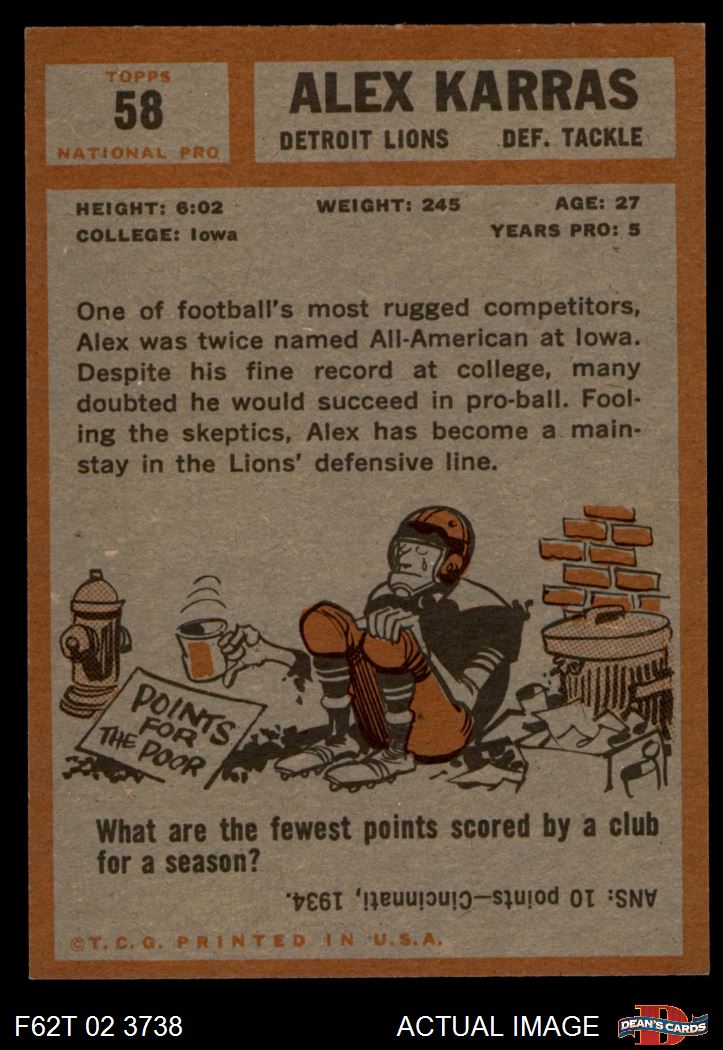 TOPPS
58
NATIONAL PRO
ALEX KARRAS
DETROIT LIONS DEF. TACKLE
HEIGHT: 6:02 WEIGHT: 245 AGE: 27
COLLEGE: Iowa YEARS PRO: 5
One of football's most rugged competitors,
Alex was twice named All-American at Iowa.
Despite his fine record at college, many
doubted he would succeed in pro-ball. Fool-
ing the skeptics, Alex has become a main-
stay in the Lions' defensive line.
POINTS
FOR
THE POOR
What are the fewest points scored by a club
for a season?
ANS: 10 points—Cincinnati, 1934.
©T.C.G. PRINTED IN U.S.A.
F62T 02 3738 ACTUAL IMAGE
D
DEAN'S CARDS